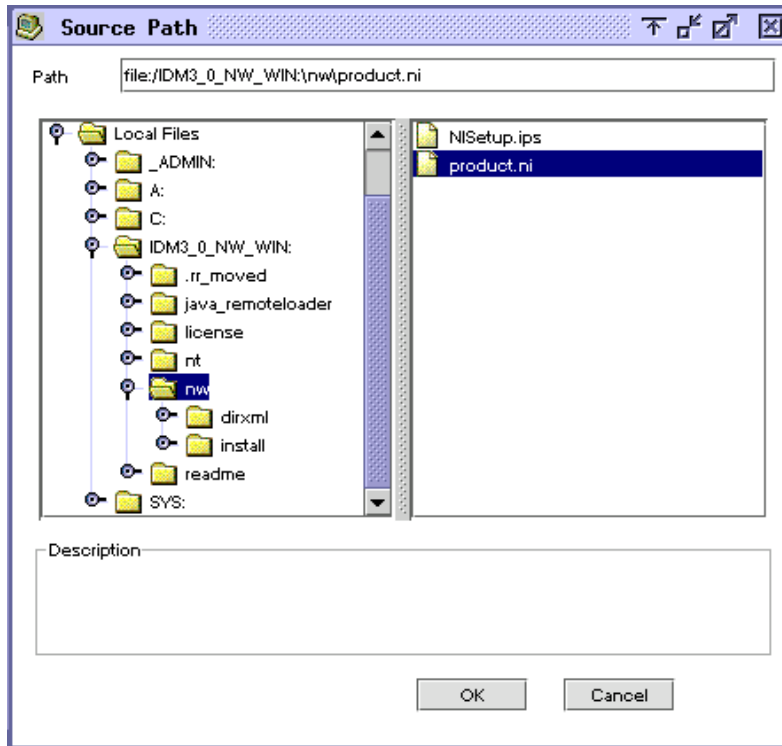 Source Path
Path file:/IDM3_0_NW_WIN:\nw\product.ni
Local Files
_ADMIN:
A:
C:
IDM3_0_NW_WIN:
.rr_moved
java_remoteloader
license
nt
nw
dirxml
install
readme
SYS:
NISetup.ips
product.ni
Description
OK Cancel